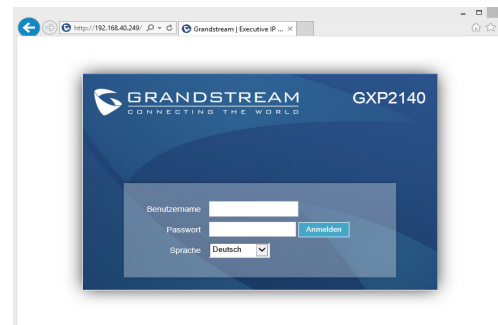 http://192.168.40.249/
Grandstream | Executive IP ...
GRANDSTREAM
CONNECTING THE WORLD
GXP2140
Benutzername
Passwort
Anmelden
Sprache
Deutsch